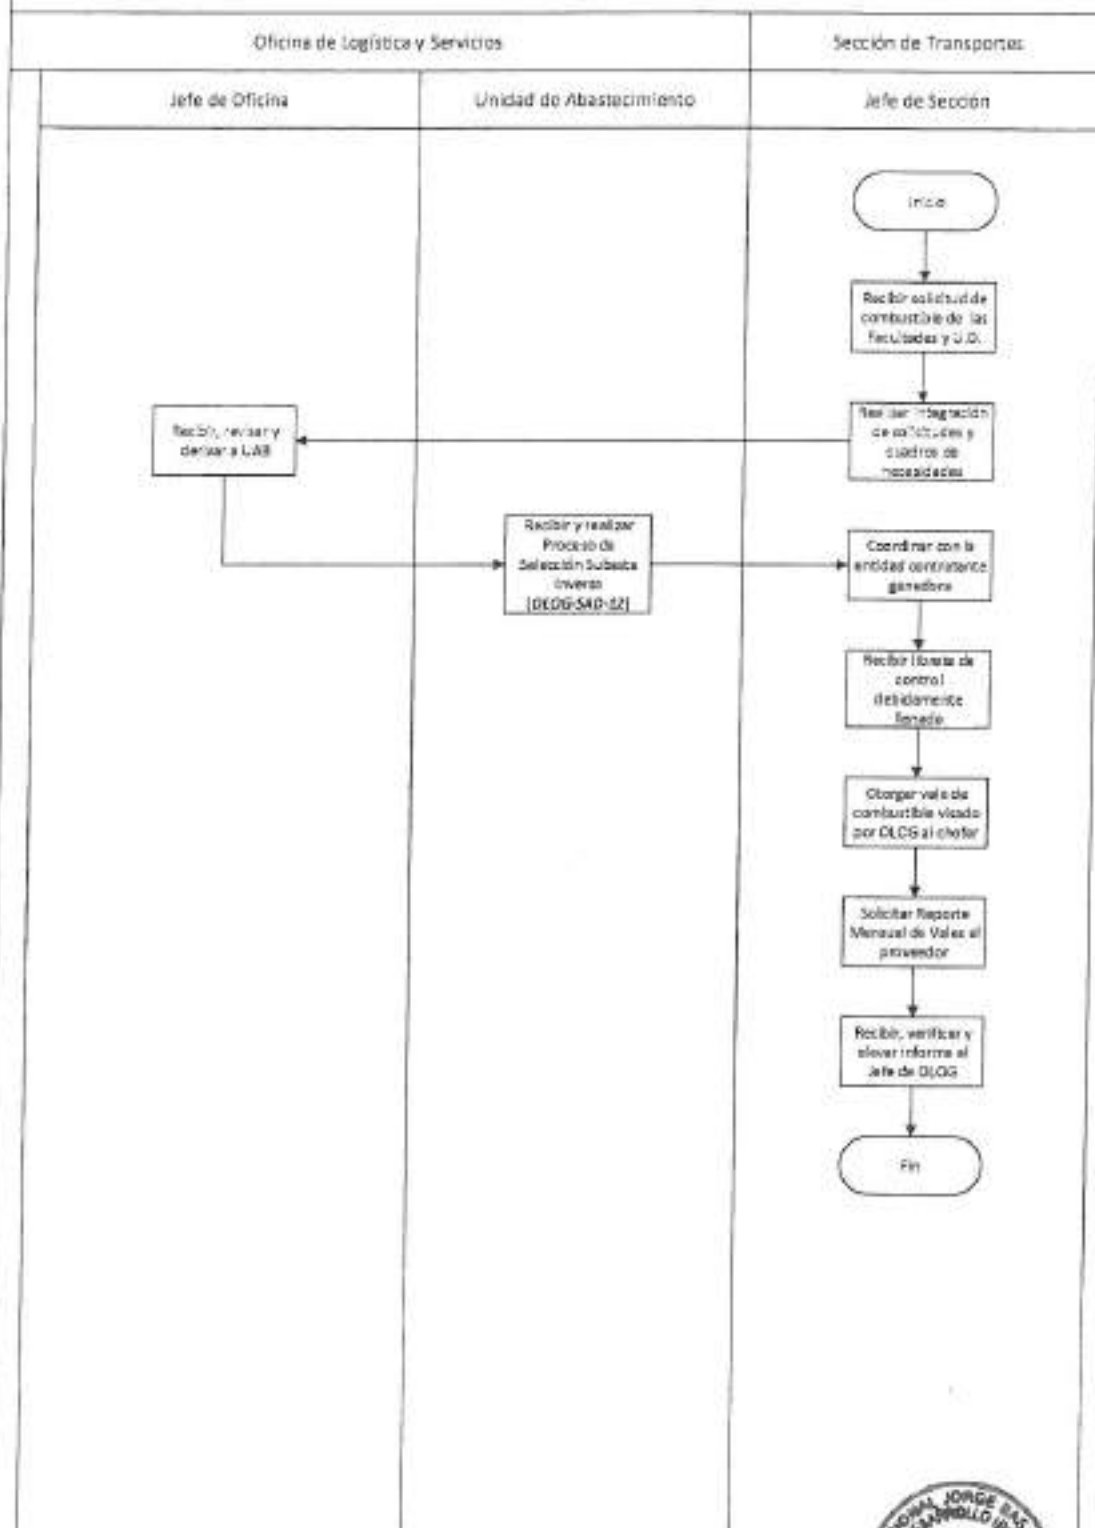 Oficina de Logística y Servicios
Sección de Transportes
Jefe de Oficina
Unidad de Abastecimiento
Jefe de Sección
Inicio
Recibir solicitud de
combustible de las
Facultades y U.O.
Realizar integración
de solicitudes y
cuadros de
necesidades
Recibir, revisar y
derivar a UAB
Recibir y realizar
Proceso de
Selección Subasta
Inversa
(OLOG-SAD-12)
Coordinar con la
entidad contratante
ganadora
Recibir libreta de
control
debidamente
llenado
Otorgar vale de
combustible visado
por OLOG al chofer
Solicitar Reporte
Mensual de Vales al
proveedor
Recibir, verificar y
elevar informe al
Jefe de OLOG
Fin
JORGE BAS